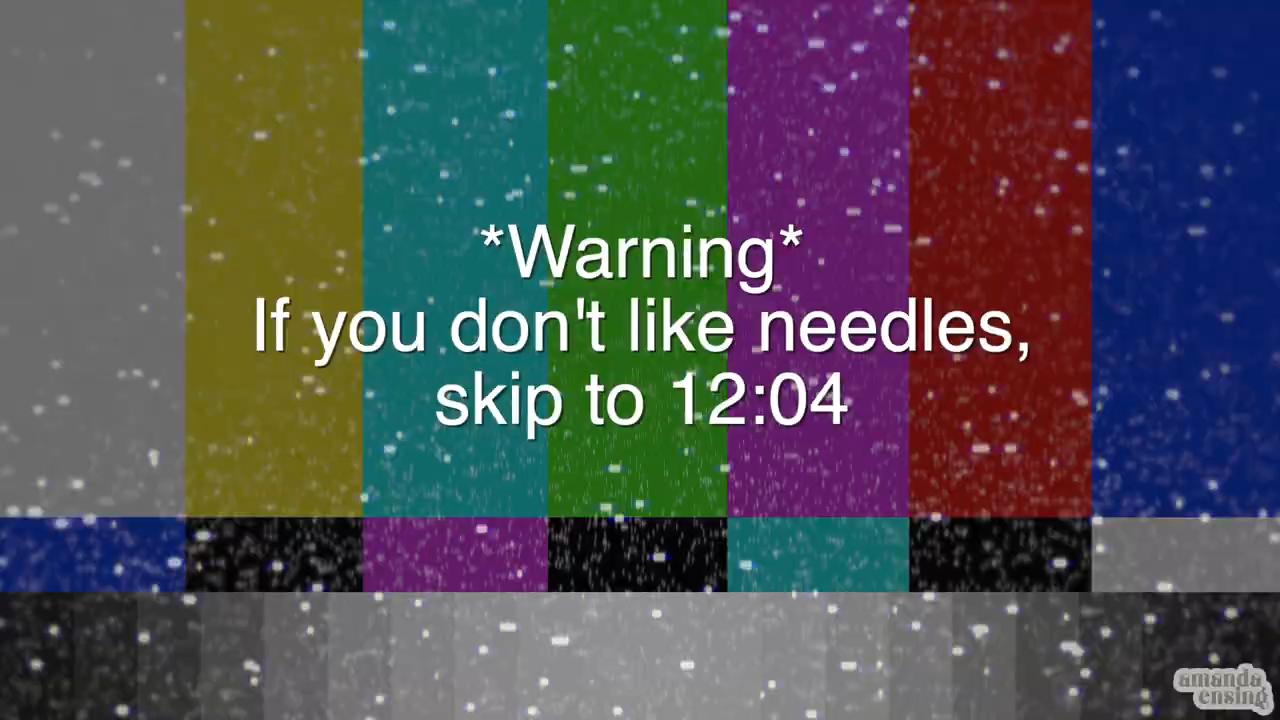 *Warning*
If you don't like needles,
skip to 12:04
amanda
ensing